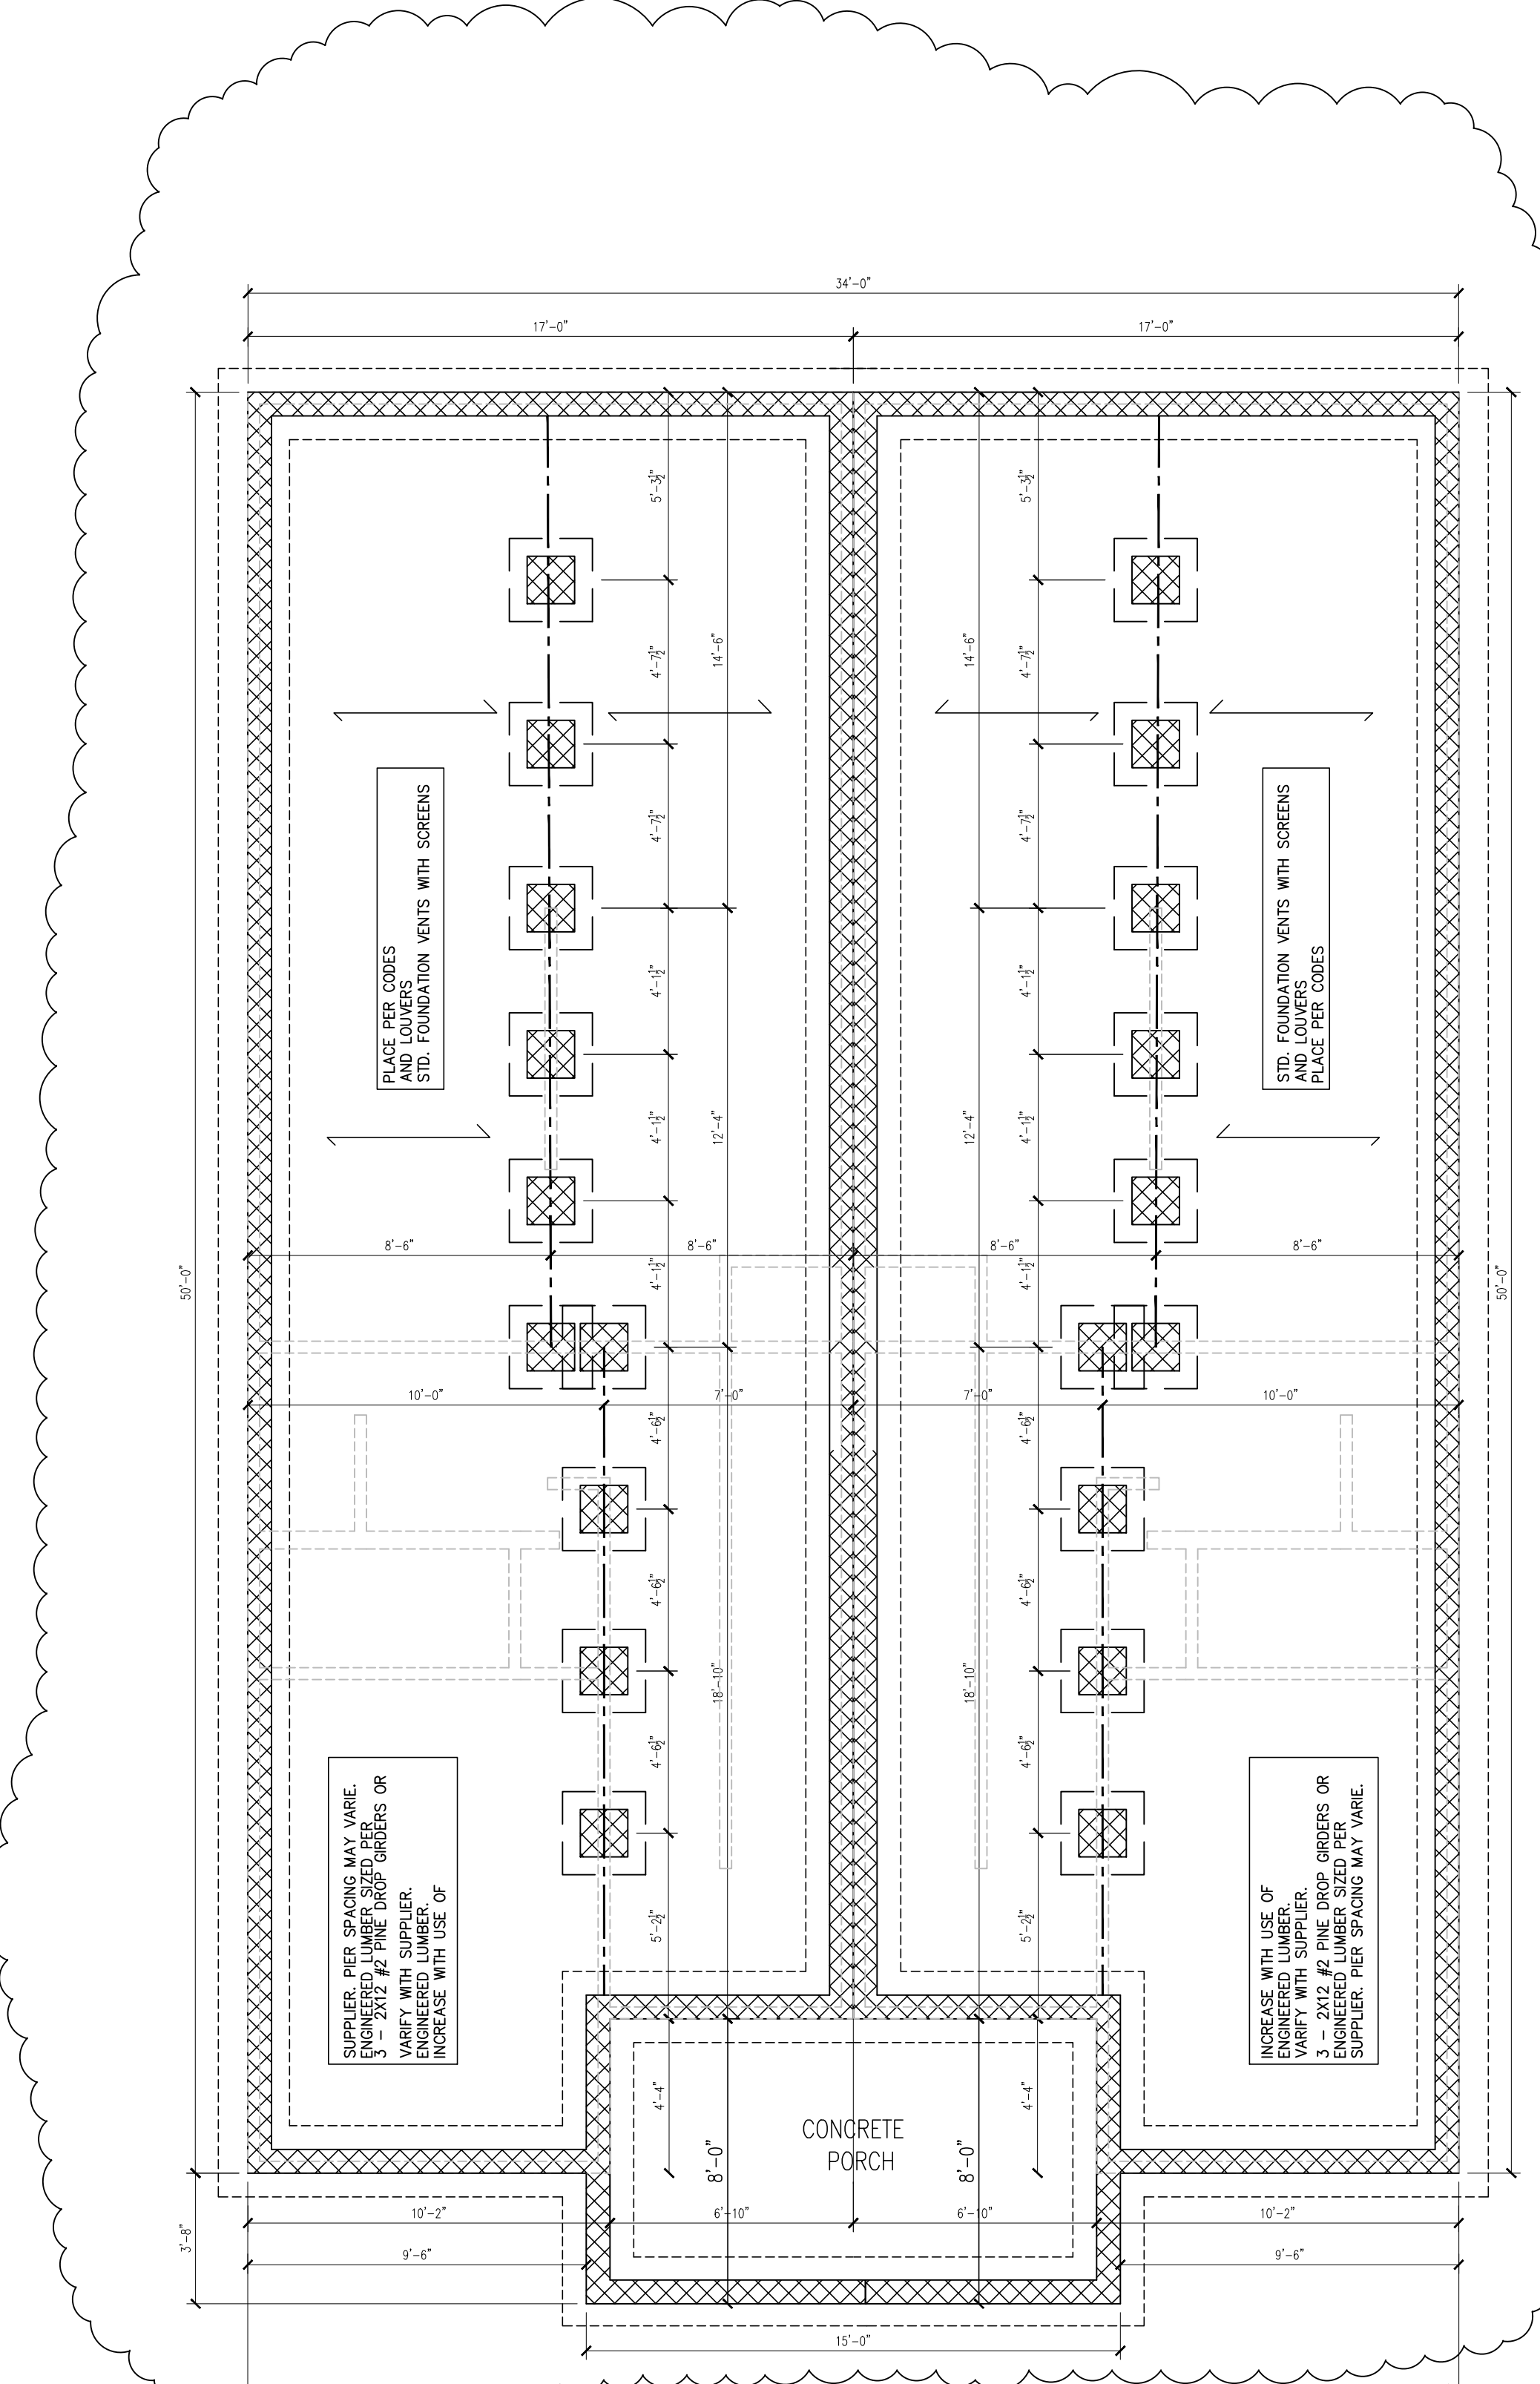 34'-0"
17'-0"
17'-0"
5'-3½"
5'-3½"
4'-7½"
14'-6"
14'-6"
4'-7½"
4'-7½"
4'-7½"
PLACE PER CODES
AND LOUVERS
STD. FOUNDATION VENTS WITH SCREENS
STD. FOUNDATION VENTS WITH SCREENS
AND LOUVERS
PLACE PER CODES
4'-1½"
4'-1½"
4'-1½"
12'-4"
12'-4"
4'-1½"
8'-6"
8'-6"
8'-6"
8'-6"
4'-1½"
4'-1½"
50'-0"
50'-0"
10'-0"
7'-0"
7'-0"
10'-0"
4'-6½"
4'-6½"
4'-6½"
4'-6½"
18'-10"
18'-10"
4'-6½"
4'-6½"
SUPPLIER. PIER SPACING MAY VARIE.
ENGINEERED LUMBER SIZED PER
3 - 2X12 #2 PINE DROP GIRDERS OR
VARIFY WITH SUPPLIER.
ENGINEERED LUMBER.
INCREASE WITH USE OF
INCREASE WITH USE OF
ENGINEERED LUMBER.
VARIFY WITH SUPPLIER.
3 - 2X12 #2 PINE DROP GIRDERS OR
ENGINEERED LUMBER SIZED PER
SUPPLIER. PIER SPACING MAY VARIE.
5'-2½"
5'-2½"
4'-4"
4'-4"
CONCRETE
PORCH
8'-0"
8'-0"
10'-2"
6'-10"
6'-10"
10'-2"
3'-8"
9'-6"
9'-6"
15'-0"